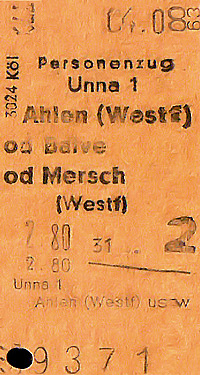 04.08
63
3024 Köl
Personenzug
Unna 1
Ahlen (Westf)
od Balve
od Mersch
(Westf)
2.80
31
2
2.80
Unna 1
Ahlen (Westf) usw
9371